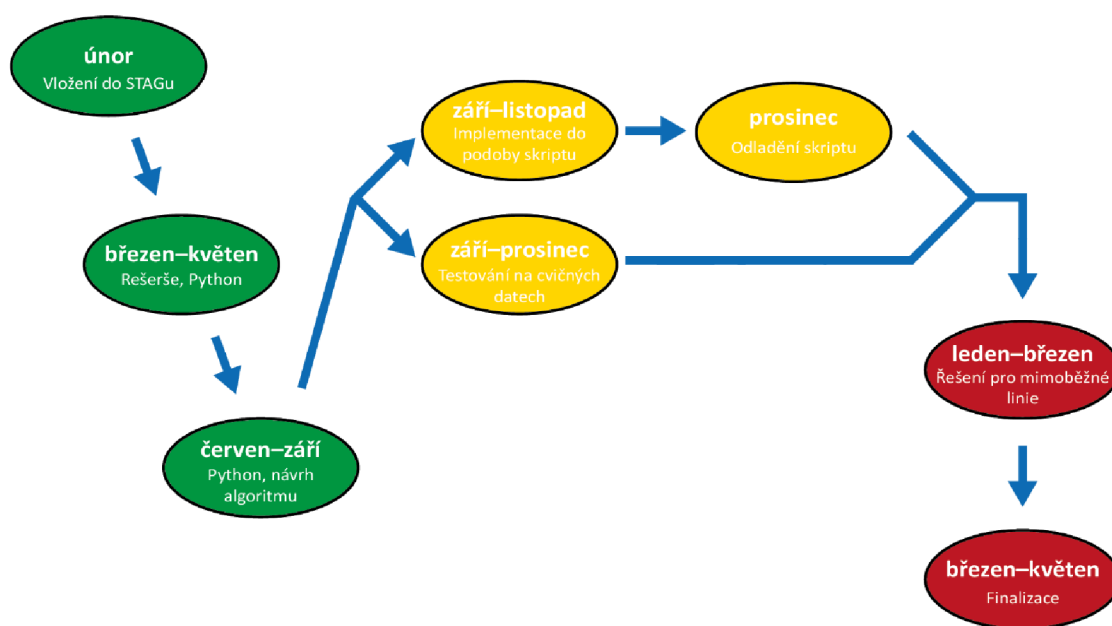 únor
Vložení do STAGu
březen–květen
Rešerše, Python
červen–září
Python, návrh
algoritmu
září–listopad
Implementace do
podoby skriptu
prosinec
Odladění skriptu
září–prosinec
Testování na cvičných
datech
leden–březen
Řešení pro mimoběžné
linie
březen–květen
Finalizace